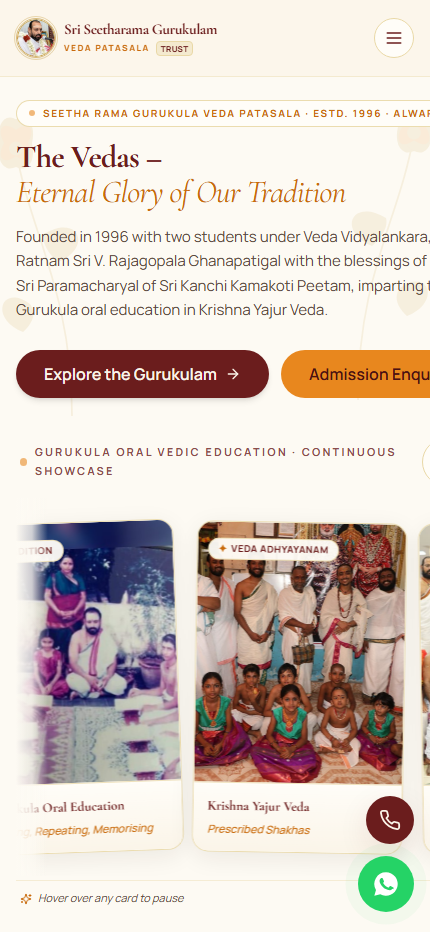 Sri Seetharama Gurukulam
VEDA PATASALA TRUST
SEETHA RAMA GURUKULA VEDA PATASALA · ESTD. 1996 ·
The Vedas –
Eternal Glory of Our Tradition
Founded in 1996 with two students under Veda Vidyalankara,
Ratnam Sri V. Rajagopala Ghanapatigal with the blessings of
Sri Paramacharyal of Sri Kanchi Kamakoti Peetam, imparting
Gurukula oral education in Krishna Yajur Veda.
Explore the Gurukulam →
Admission
GURUKULA ORAL VEDIC EDUCATION · CONTINUOUS
SHOWCASE
✦ VEDA ADHYAYANAM
Oral Education
Repeating, Memorising
Krishna Yajur Veda
Prescribed Shakhas
Hover over any card to pause